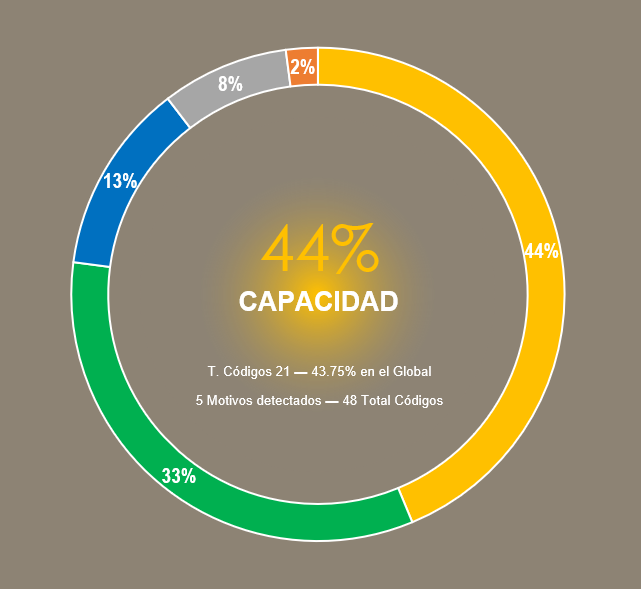 2%
8%
13%
44%
44%
CAPACIDAD
T. Códigos 21 — 43.75% en el Global
5 Motivos detectados — 48 Total Códigos
33%